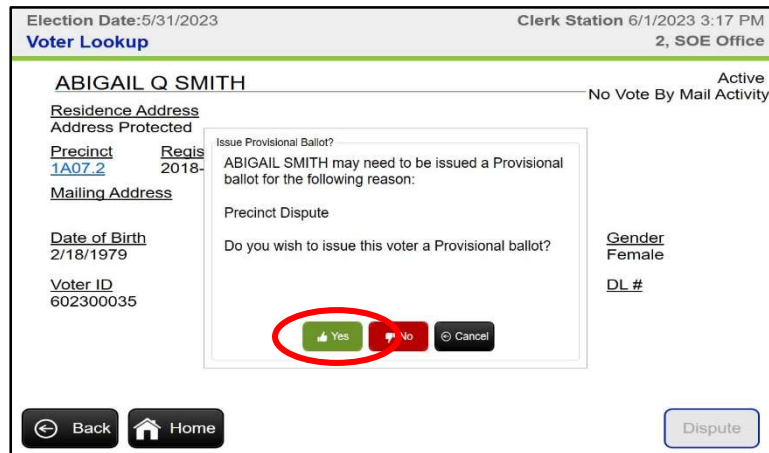 Election Date:5/31/2023 Clerk Station 6/1/2023 3:17 PM
Voter Lookup 2, SOE Office
ABIGAIL Q SMITH Active
No Vote By Mail Activity
Residence Address
Address Protected
Issue Provisional Ballot?
Precinct Regis
1A07.2 2018-
ABIGAIL SMITH may need to be issued a Provisional
ballot for the following reason:
Mailing Address
Precinct Dispute
Do you wish to issue this voter a Provisional ballot?
Date of Birth Gender
2/18/1979 Female
Voter ID DL #
602300035
Yes No Cancel
Back Home Dispute